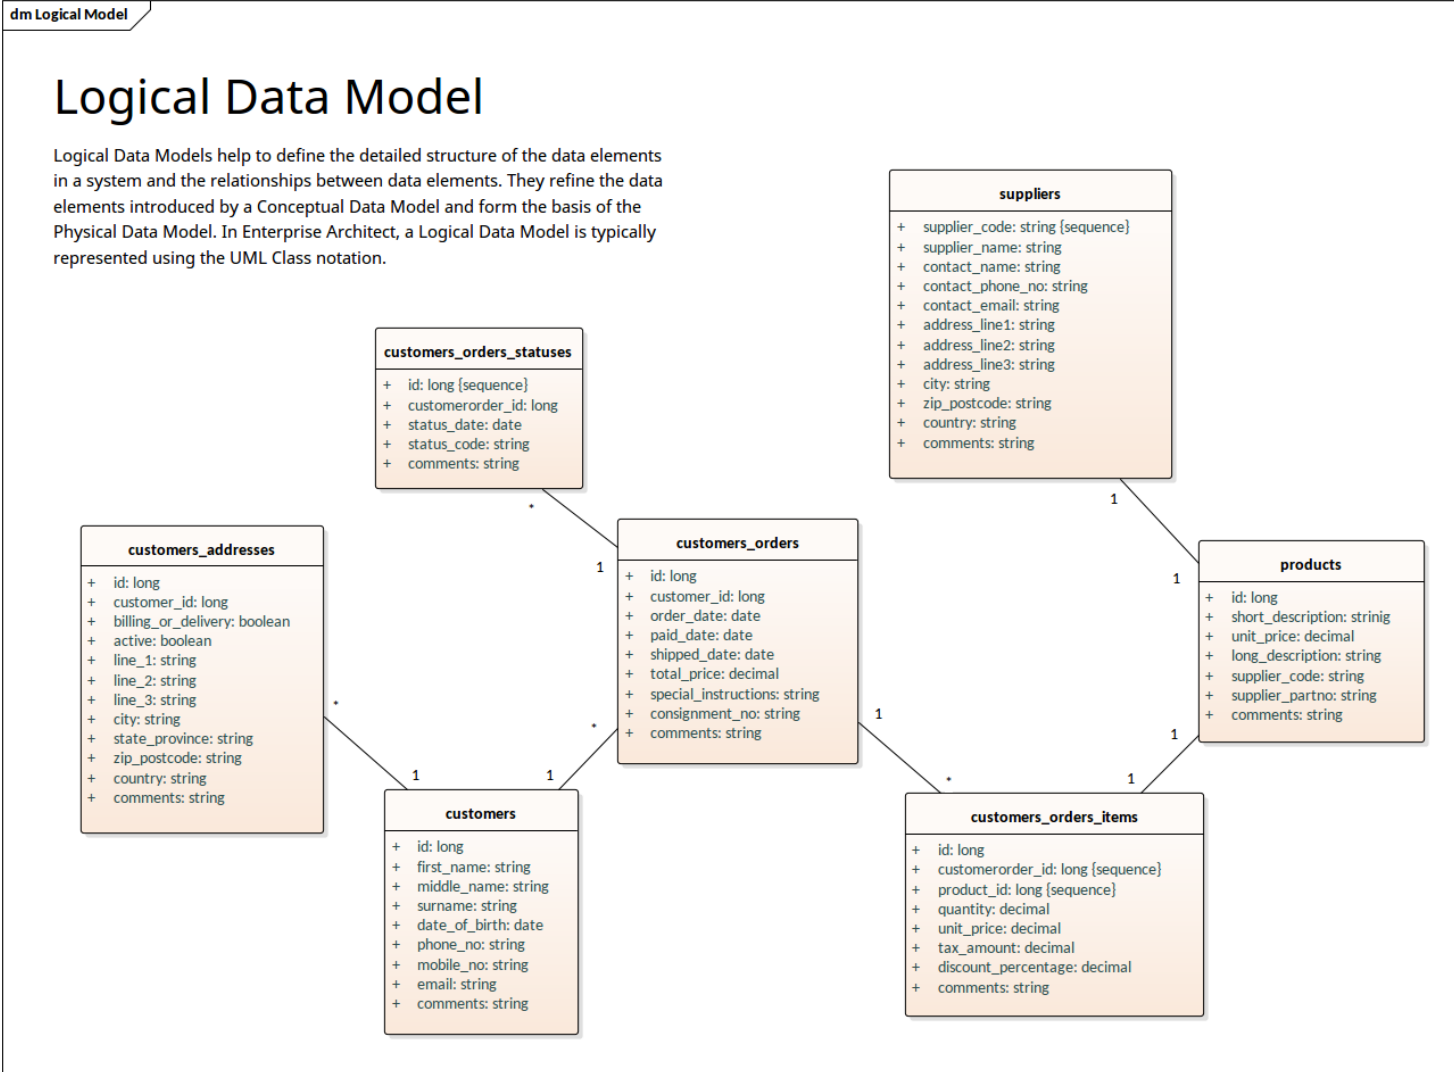 dm Logical Model
Logical Data Model
Logical Data Models help to define the detailed structure of the data elements
in a system and the relationships between data elements. They refine the data
elements introduced by a Conceptual Data Model and form the basis of the
Physical Data Model. In Enterprise Architect, a Logical Data Model is typically
represented using the UML Class notation.
suppliers
+ supplier_code: string {sequence}
+ supplier_name: string
+ contact_name: string
+ contact_phone_no: string
+ contact_email: string
+ address_line1: string
+ address_line2: string
+ address_line3: string
+ city: string
+ zip_postcode: string
+ country: string
+ comments: string
1
1
customers_orders_statuses
+ id: long {sequence}
+ customerorder_id: long
+ status_date: date
+ status_code: string
+ comments: string
*
1
customers_addresses
+ id: long
+ customer_id: long
+ billing_or_delivery: boolean
+ active: boolean
+ line_1: string
+ line_2: string
+ line_3: string
+ city: string
+ state_province: string
+ zip_postcode: string
+ country: string
+ comments: string
*
1
customers_orders
+ id: long
+ customer_id: long
+ order_date: date
+ paid_date: date
+ shipped_date: date
+ total_price: decimal
+ special_instructions: string
+ consignment_no: string
+ comments: string
*
1
1
*
products
+ id: long
+ short_description: strinig
+ unit_price: decimal
+ long_description: string
+ supplier_code: string
+ supplier_partno: string
+ comments: string
1
1
customers
+ id: long
+ first_name: string
+ middle_name: string
+ surname: string
+ date_of_birth: date
+ phone_no: string
+ mobile_no: string
+ email: string
+ comments: string
customers_orders_items
+ id: long
+ customerorder_id: long {sequence}
+ product_id: long {sequence}
+ quantity: decimal
+ unit_price: decimal
+ tax_amount: decimal
+ discount_percentage: decimal
+ comments: string